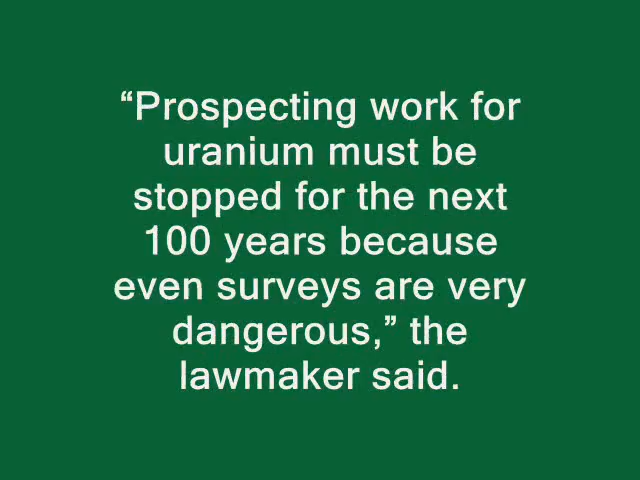 “Prospecting work for
uranium must be
stopped for the next
100 years because
even surveys are very
dangerous,” the
lawmaker said.